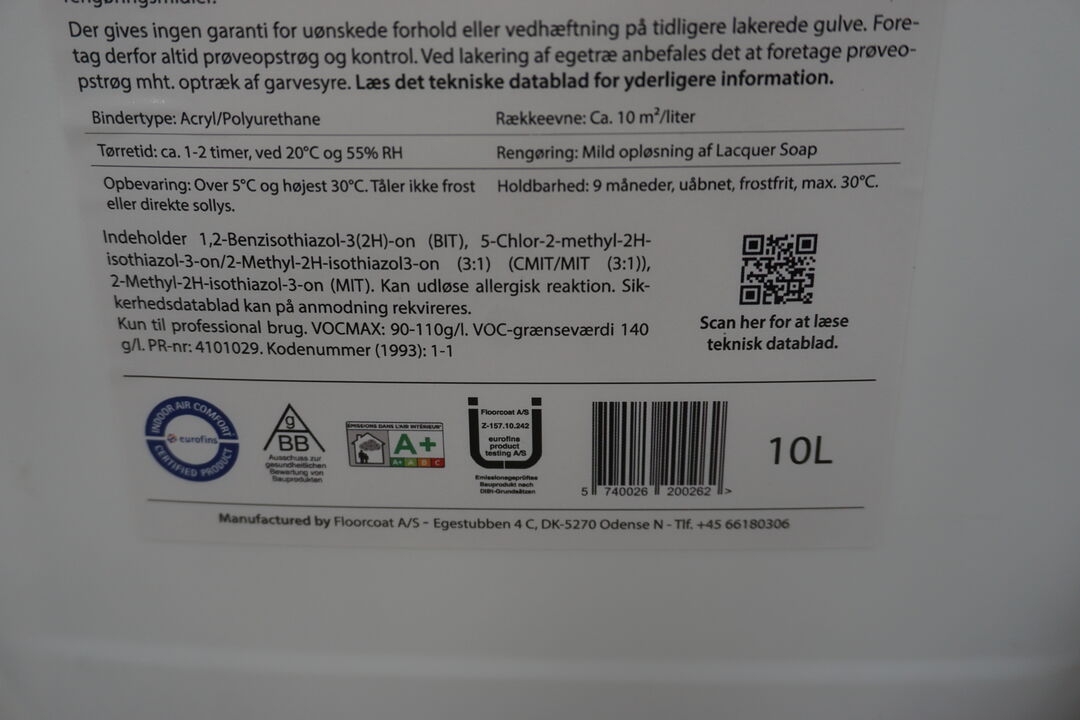 rengøringsmidler.
Der gives ingen garanti for uønskede forhold eller vedhæftning på tidligere lakerede gulve. Fore-
tag derfor altid prøveopstrøg og kontrol. Ved lakering af egetræ anbefales det at foretage prøveo-
pstrøg mht. optræk af garvesyre. Læs det tekniske datablad for yderligere information.
Bindertype: Acryl/Polyurethane
Rækkeevne: Ca. 10 m²/liter
Tørretid: ca. 1-2 timer, ved 20°C og 55% RH
Rengøring: Mild opløsning af Lacquer Soap
Opbevaring: Over 5°C og højest 30°C. Tåler ikke frost
eller direkte sollys.
Holdbarhed: 9 måneder, uåbnet, frostfrit, max. 30°C.
Indeholder 1,2-Benzisothiazol-3(2H)-on (BIT), 5-Chlor-2-methyl-2H-
isothiazol-3-on/2-Methyl-2H-isothiazol3-on (3:1) (CMIT/MIT (3:1)),
2-Methyl-2H-isothiazol-3-on (MIT). Kan udløse allergisk reaktion. Sik-
kerhedsdatablad kan på anmodning rekvireres.
Kun til professional brug. VOCMAX: 90-110g/l. VOC-grænseværdi 140
g/l. PR-nr: 4101029. Kodenummer (1993): 1-1
Scan her for at læse
teknisk datablad.
INDOOR AIR COMFORT
eurofins
CERTIFIED PRODUCT
g
BB
Ausschuss zur
gesundheitlichen
Bewertung von
Bauprodukten
ÉMISSIONS DANS L'AIR INTÉRIEUR*
A+
A+ A B C
Floorcoat A/S
Z-157.10.242
eurofins
product
testing A/S
Emissionsgeprüftes
Bauprodukt nach
DIBt-Grundsätzen
5 740026 200262 >
10L
Manufactured by Floorcoat A/S - Egestubben 4 C, DK-5270 Odense N - Tlf. +45 66180306